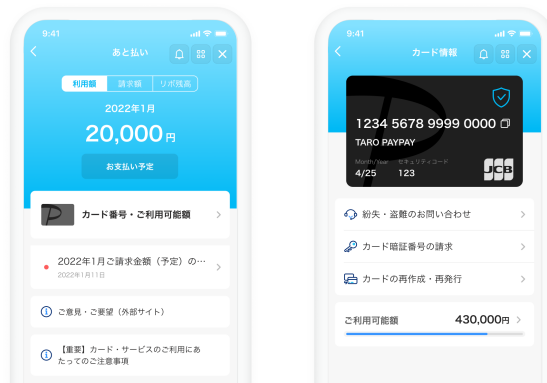 9:41
あと払い
利用額 請求額 リボ残高
2022年1月
20,000円
お支払い予定
カード番号・ご利用可能額
2022年1月ご請求金額（予定）の…
2022年1月11日
ご意見・ご要望（外部サイト）
【重要】カード・サービスのご利用にあ
たってのご注意事項
9:41
カード情報
1234 5678 9999 0000
TARO PAYPAY
Month/Year セキュリティコード
4/25 123
JCB
紛失・盗難のお問い合わせ
カード暗証番号の請求
カードの再作成・再発行
ご利用可能額 430,000円